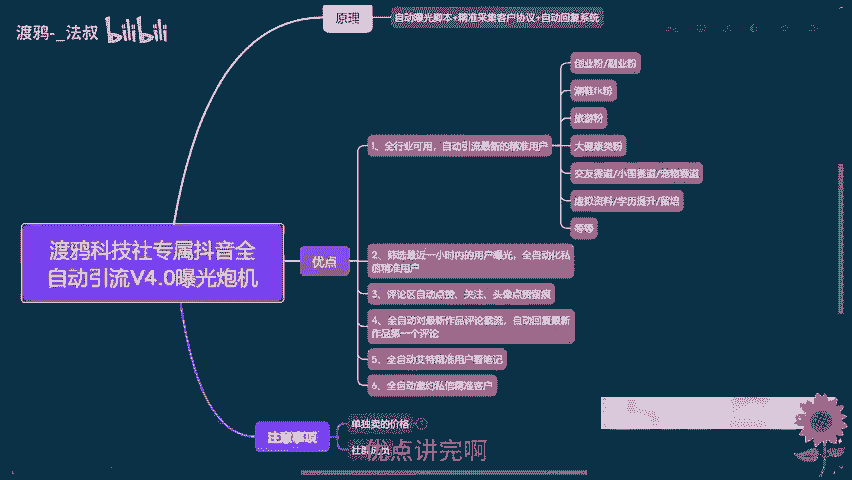 渡鸦-_法叔 bilibili
原理
自动曝光脚本+精准采集客户协议+自动回复系统
渡鸦科技社专属抖音全
自动引流V4.0曝光炮机
优点
1、全行业可用，自动引流最新的精准用户
创业粉/副业粉
潮鞋fk粉
旅游粉
大健康类粉
交友赛道/小国赛道/宠物赛道
虚拟资料/学历提升/留培
等等
2、筛选最近一小时内的用户曝光，全自动化私
信精准用户
3、评论区自动点赞、关注、头像点赞留痕
4、全自动对最新作品评论截流，自动回复最新
作品第一个评论
5、全自动艾特精准用户看笔记
6、全自动邀约私信精准客户
注意事项
单独卖的价格
优点讲完啊